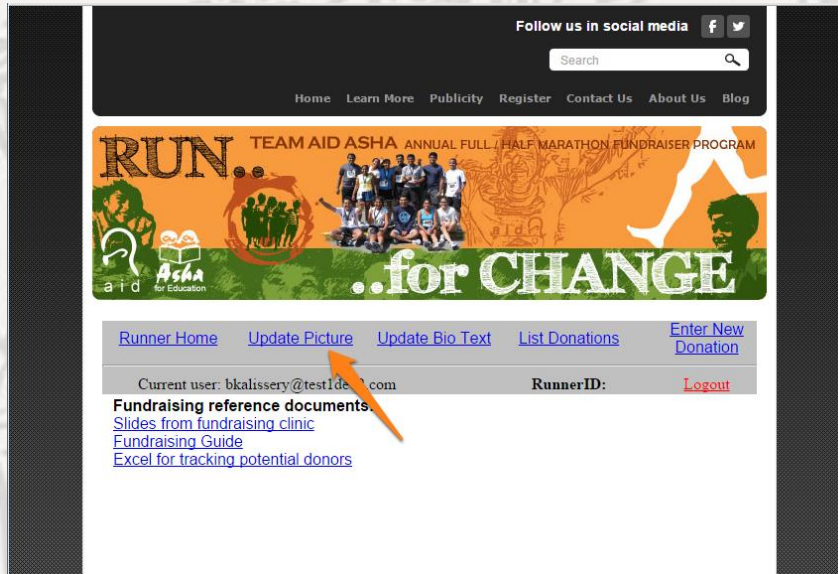 Follow us in social media
Search
Home Learn More Publicity Register Contact Us About Us Blog
RUN..
TEAM AID ASHA ANNUAL FULL / HALF MARATHON FUNDRAISER PROGRAM
aid
Asha
for Education
..for CHANGE
Runner Home Update Picture Update Bio Text List Donations Enter New
Donation
Current user: RunnerID: Logout
Fundraising reference documents:
Slides from fundraising clinic
Fundraising Guide
Excel for tracking potential donors